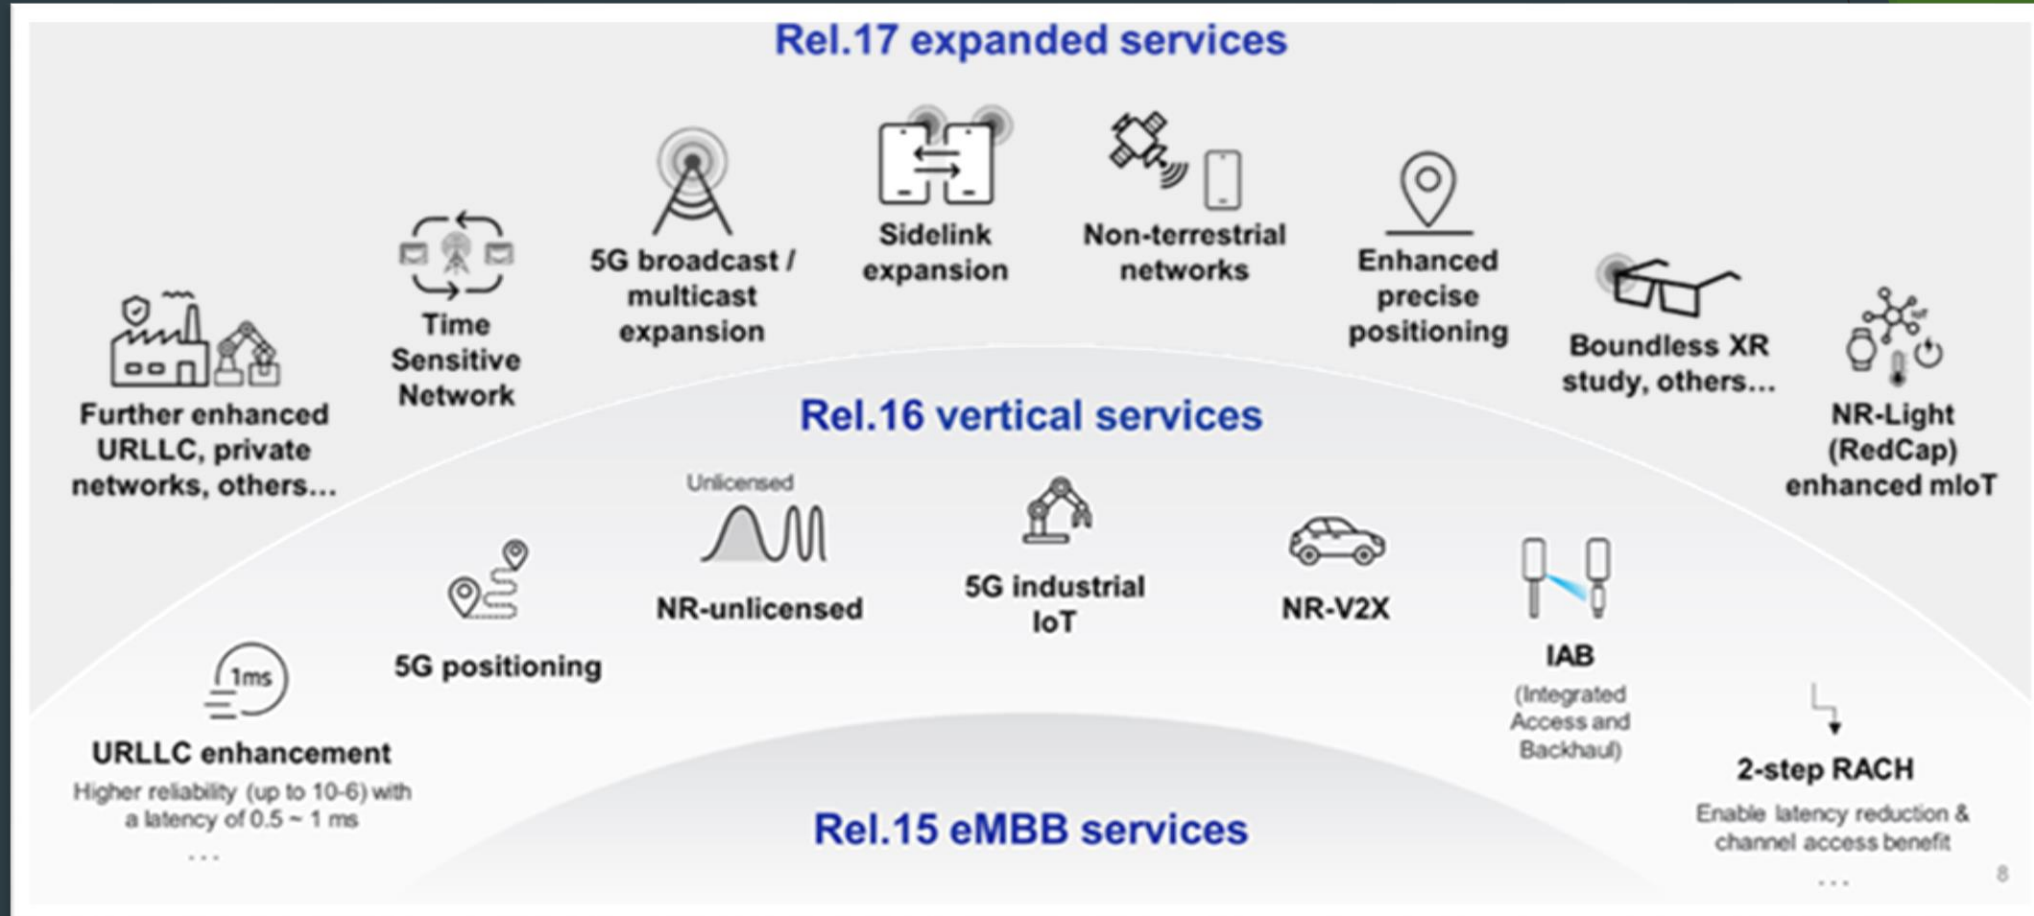 Rel.17 expanded services
Further enhanced
URLLC, private
networks, others...
Time
Sensitive
Network
5G broadcast /
multicast
expansion
Sidelink
expansion
Non-terrestrial
networks
Enhanced
precise
positioning
Boundless XR
study, others...
IoT
NR-Light
(RedCap)
enhanced mIoT
Rel.16 vertical services
1ms
URLLC enhancement
Higher reliability (up to 10-6) with
a latency of 0.5 ~ 1 ms
...
5G positioning
Unlicensed
NR-unlicensed
5G industrial
IoT
NR-V2X
IAB
(Integrated
Access and
Backhaul)
2-step RACH
Enable latency reduction &
channel access benefit
...
Rel.15 eMBB services
8